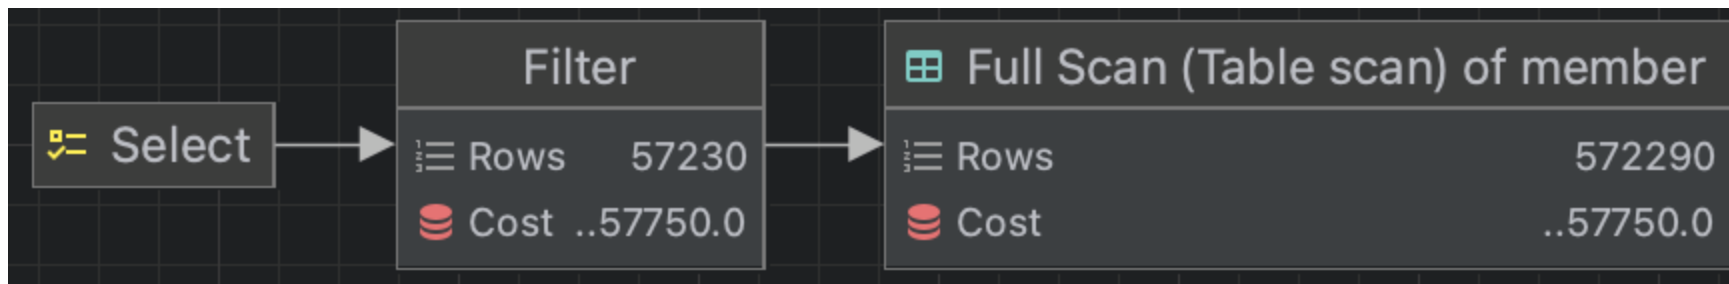 Select
Filter
Rows 57230
Cost ..57750.0
Full Scan (Table scan) of member
Rows 572290
Cost ..57750.0